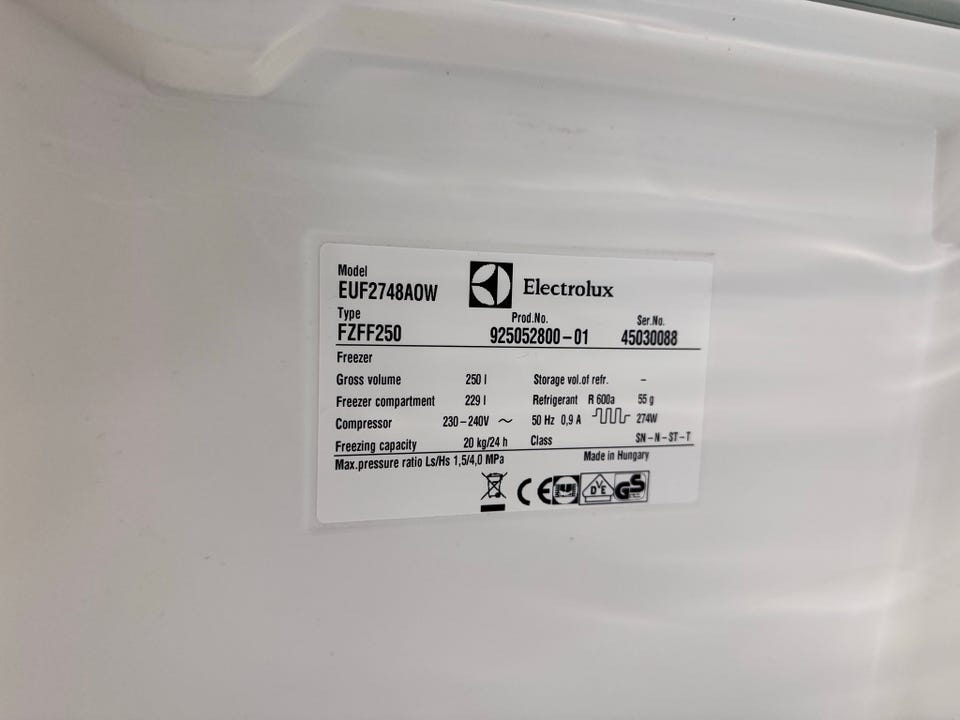 Model
EUF2748AOW
Electrolux
Type Prod.No. Ser.No.
FZFF250 925052800-01 45030088
Freezer
Gross volume 250 l Storage vol.of refr. –
Freezer compartment 229 l Refrigerant R 600a 55 g
Compressor 230-240V ~ 50 Hz 0,9 A 274W
Freezing capacity 20 kg/24 h Class SN-N-ST-T
Max.pressure ratio Ls/Hs 1,5/4,0 MPa Made in Hungary
CE DVE GS